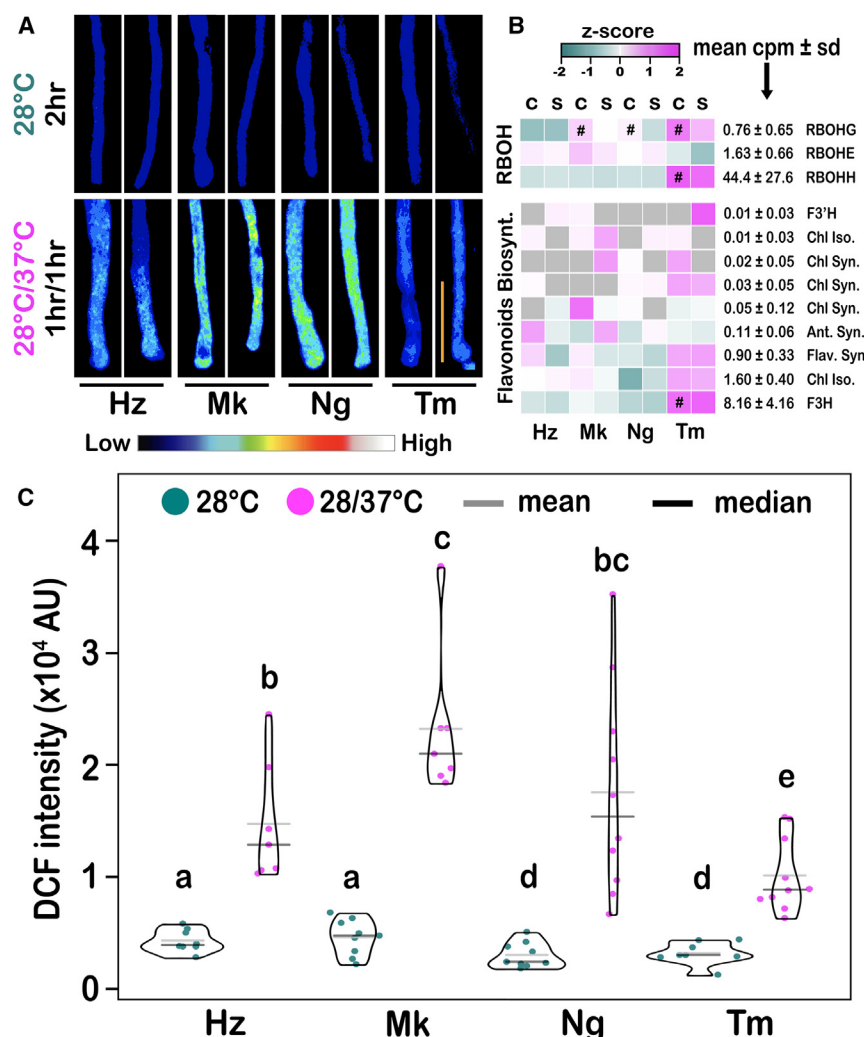 A
28°C
2hr
28°C/37°C
1hr/1hr
Hz Mk Ng Tm
Low High
B
z-score
-2 -1 0 1 2
mean cpm ± sd
C S C S C S C S
RBOH
# # # 0.76 ± 0.65 RBOHG
1.63 ± 0.66 RBOHE
# 44.4 ± 27.6 RBOHH
Flavonoids Biosynt.
0.01 ± 0.03 F3'H
0.01 ± 0.03 Chl Iso.
0.02 ± 0.05 Chl Syn.
0.03 ± 0.05 Chl Syn.
0.05 ± 0.12 Chl Syn.
0.11 ± 0.06 Ant. Syn.
0.90 ± 0.33 Flav. Syn
1.60 ± 0.40 Chl Iso.
# 8.16 ± 4.16 F3H
Hz Mk Ng Tm
C
28°C 28/37°C mean median
DCF intensity (x10⁴ AU)
4
3
2
1
0
a b a c d bc d e
Hz Mk Ng Tm